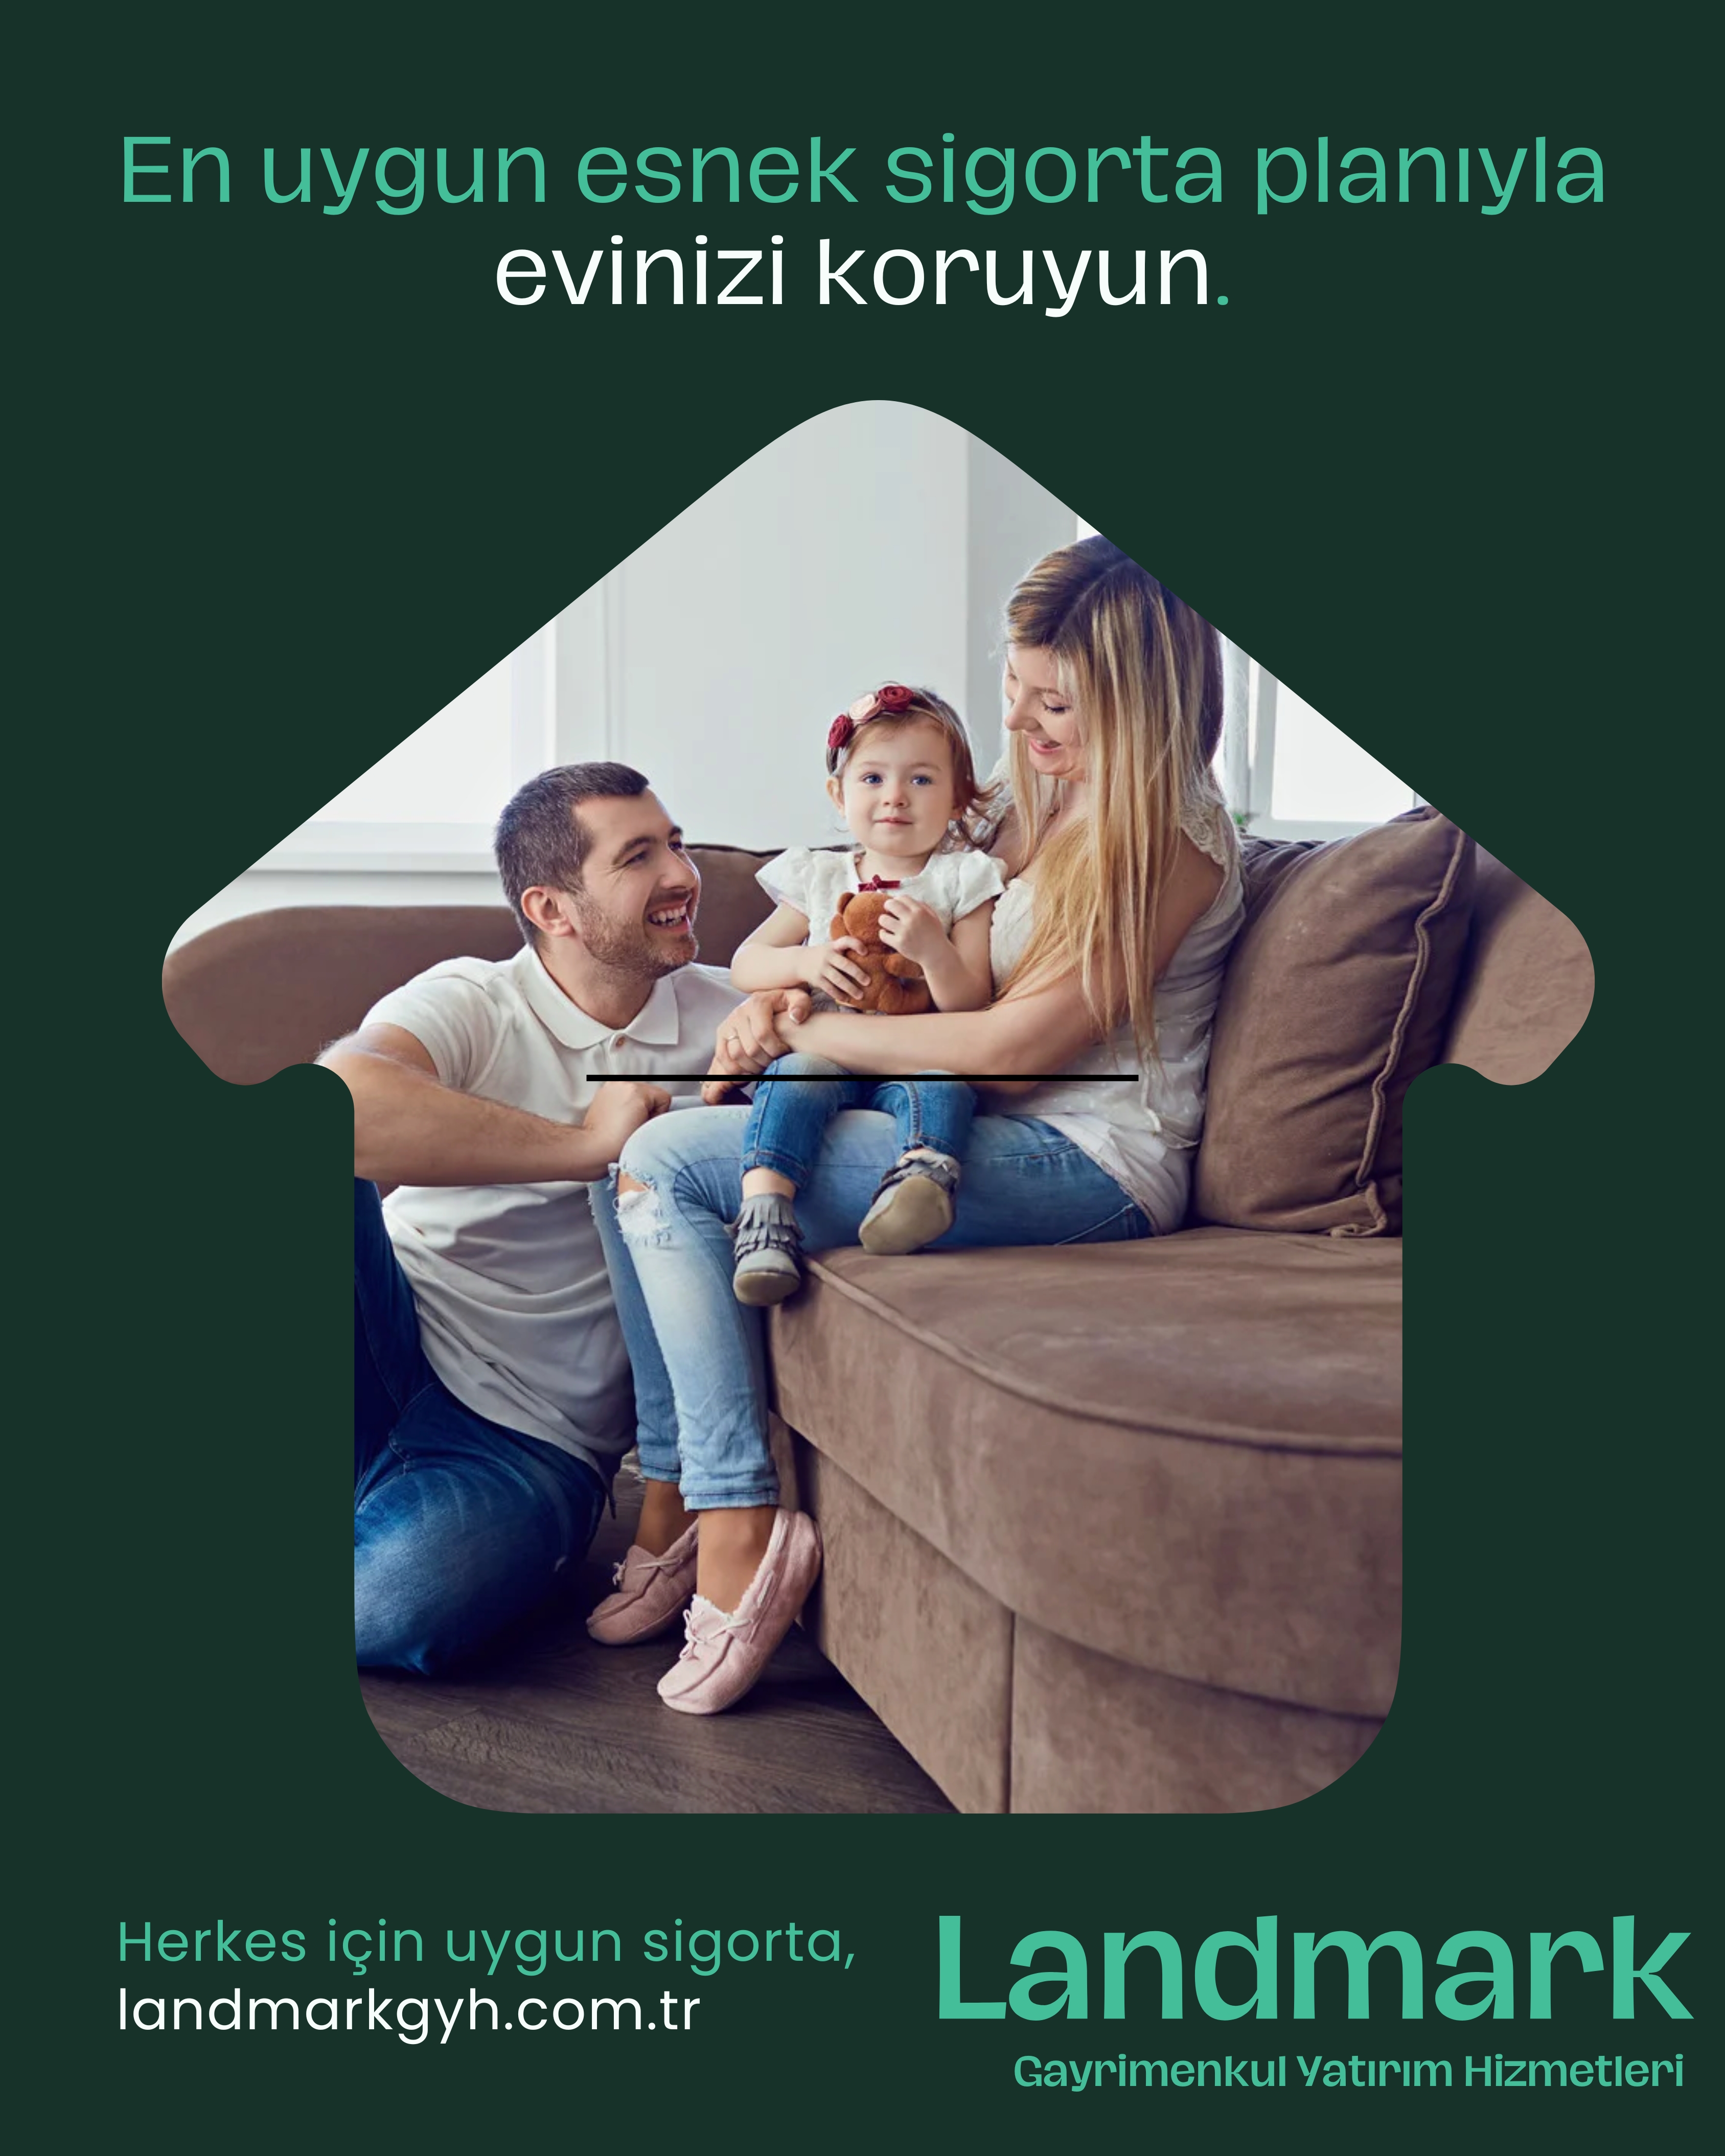 En uygun esnek sigorta planıyla
evinizi koruyun.
Herkes için uygun sigorta,
landmarkgyh.com.tr
Landmark
Gayrimenkul Yatırım Hizmetleri